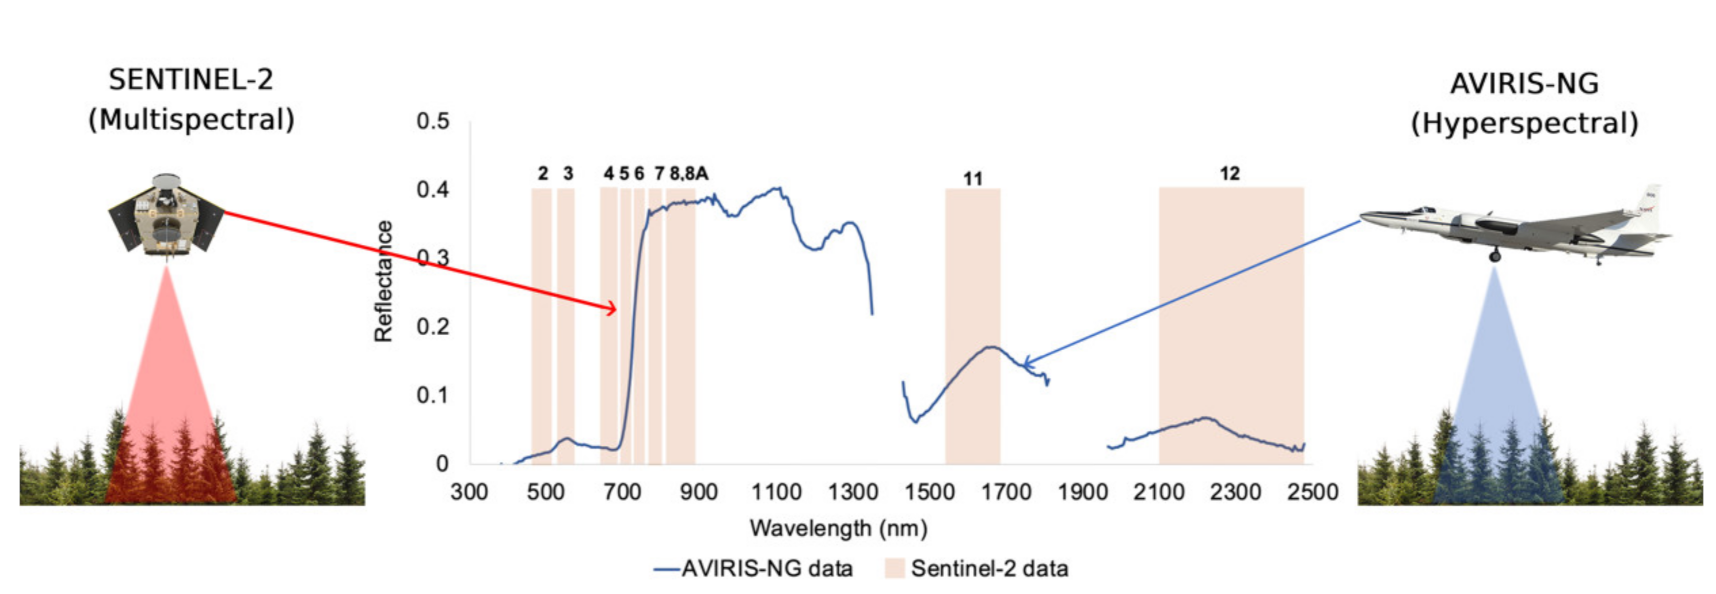 SENTINEL-2
(Multispectral)
AVIRIS-NG
(Hyperspectral)
0.5
0.4
0.3
0.2
0.1
0
Reflectance
2 3 4 5 6 7 8,8A 11 12
300 500 700 900 1100 1300 1500 1700 1900 2100 2300 2500
Wavelength (nm)
AVIRIS-NG data Sentinel-2 data